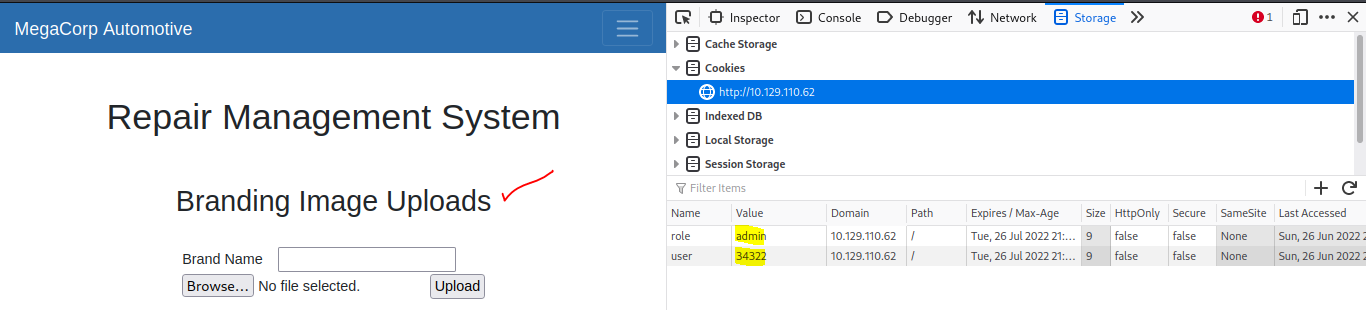 MegaCorp Automotive
Repair Management System
Branding Image Uploads
Brand Name
Browse... No file selected. Upload
Inspector Console Debugger Network Storage 1
Cache Storage
Cookies
http://10.129.110.62
Indexed DB
Local Storage
Session Storage
Filter Items
Name Value Domain Path Expires / Max-Age Size HttpOnly Secure SameSite Last Accessed
role admin 10.129.110.62 / Tue, 26 Jul 2022 21:... 9 false false None Sun, 26 Jun 2022 2
user 34322 10.129.110.62 / Tue, 26 Jul 2022 21:... 9 false false None Sun, 26 Jun 2022 2